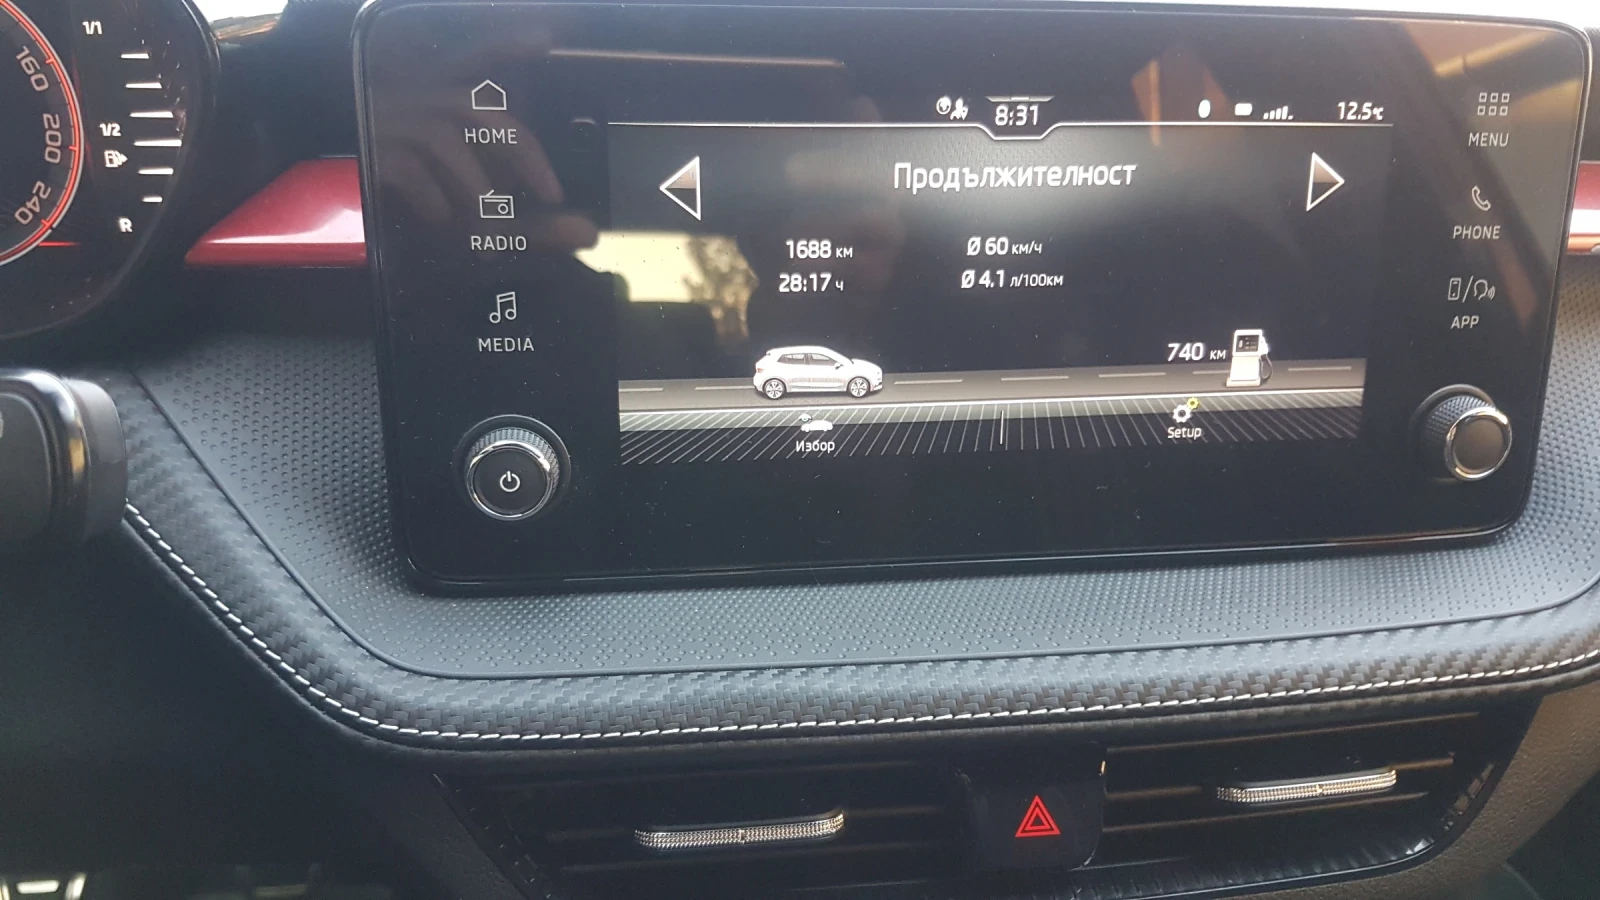 1/1
160
200
240
1/2
R
HOME
RADIO
MEDIA
8:31
12.5°C
Продължителност
1688 км
Ø 60 км/ч
28:17 ч
Ø 4.1 л/100км
740 км
Избор
Setup
MENU
PHONE
APP